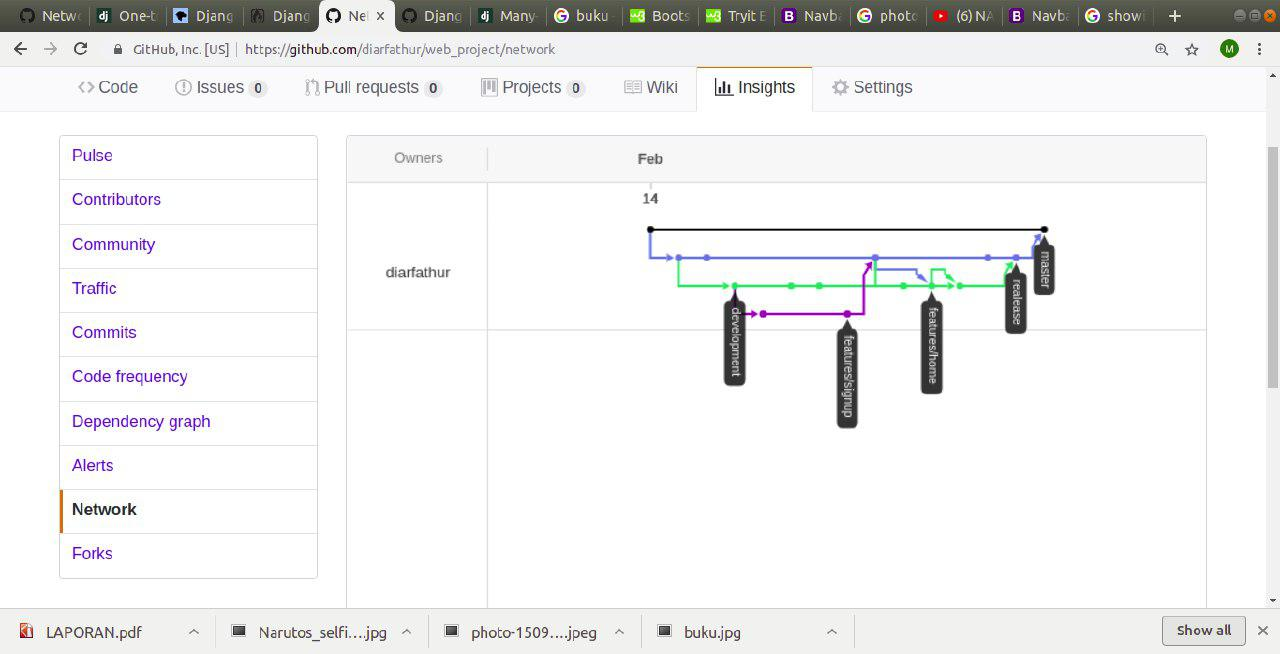 Netwo
One-t
Djang
Djang
Net
Djang
Many-
buku -
Boots
Tryit E
Navba
photo
(6) NA
Navba
showi
GitHub, Inc. [US]
https://github.com/diarfathur/web_project/network
M
Code
Issues 0
Pull requests 0
Projects 0
Wiki
Insights
Settings
Pulse
Contributors
Community
Traffic
Commits
Code frequency
Dependency graph
Alerts
Network
Forks
Owners
Feb
14
diarfathur
master
realease
development
features/home
features/signup
LAPORAN.pdf
Narutos_selfi....jpg
photo-1509....jpeg
buku.jpg
Show all